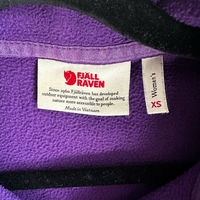 FJÄLL
RÄVEN
Since 1960 Fjällräven has developed
outdoor equipment with the goal of making
nature more accessible to people.
Made in Vietnam
Women's
XS